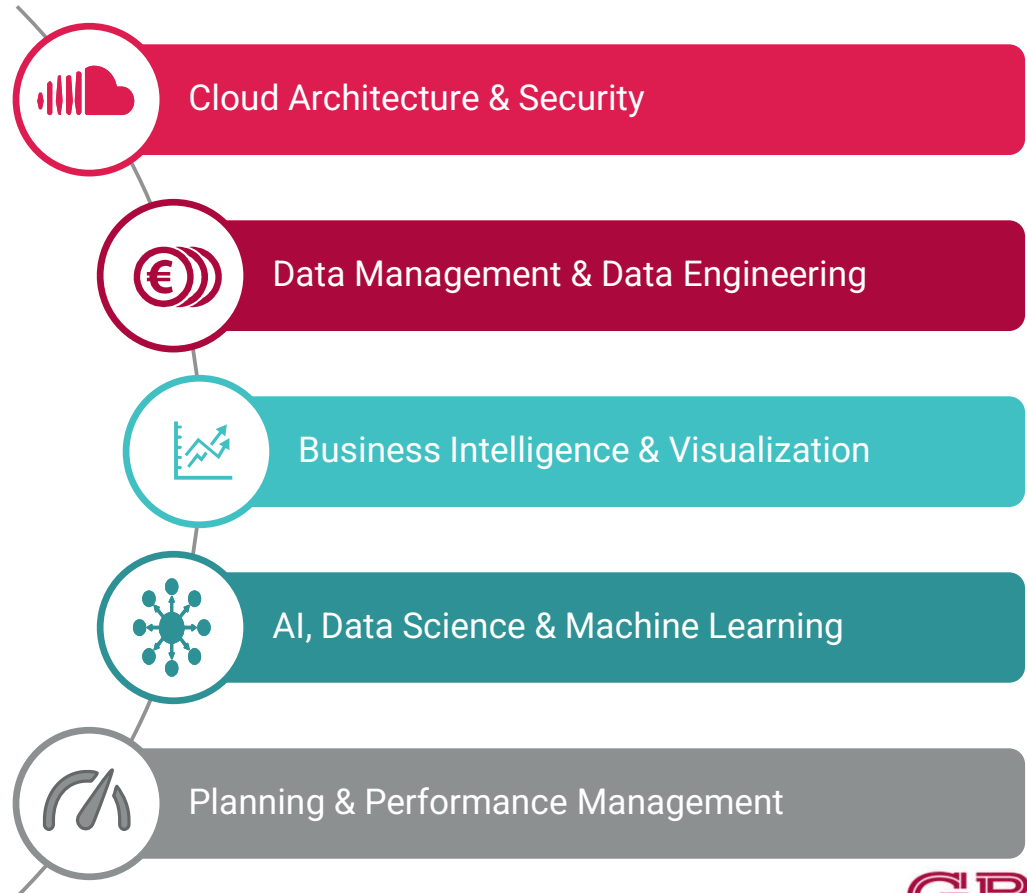 Cloud Architecture & Security
€
Data Management & Data Engineering
Business Intelligence & Visualization
AI, Data Science & Machine Learning
Planning & Performance Management